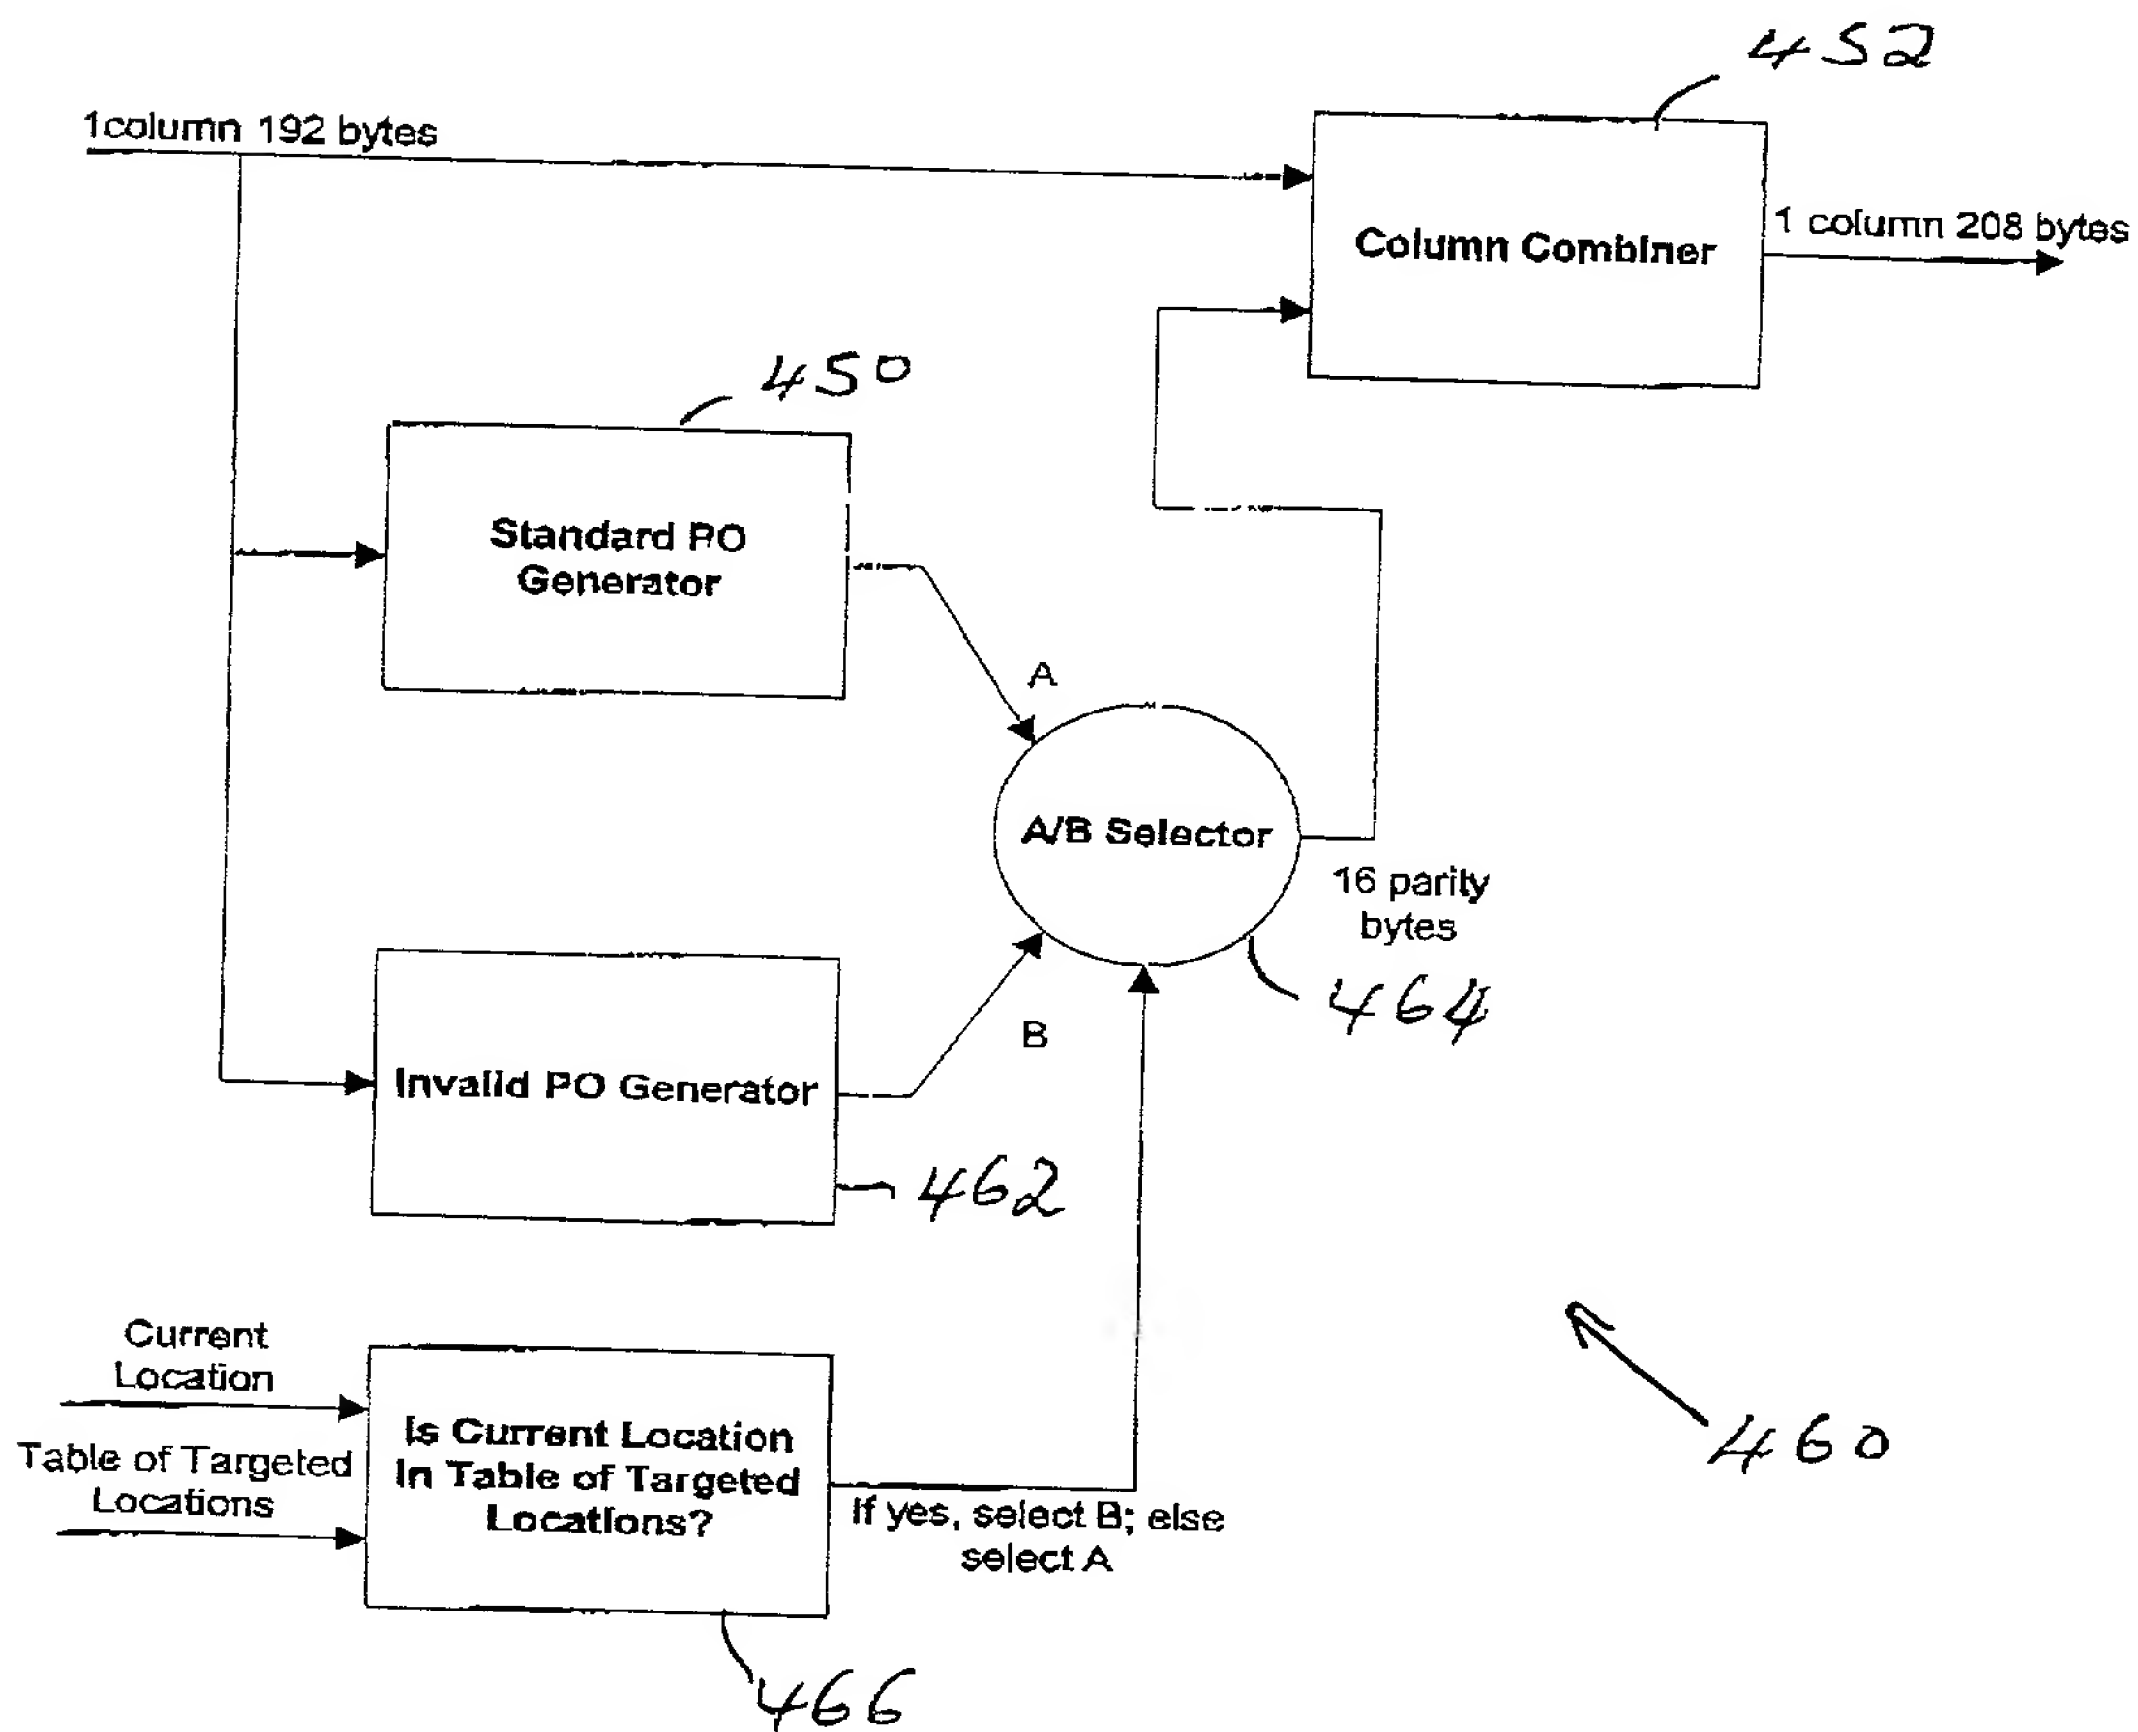 452
1column 192 bytes
Column Combiner
1 column 208 bytes
450
Standard PO
Generator
A
A/B Selector
16 parity
bytes
464
B
Invalid PO Generator
462
Current
Location
Table of Targeted
Locations
Is Current Location
In Table of Targeted
Locations?
If yes, select B; else
select A
460
466